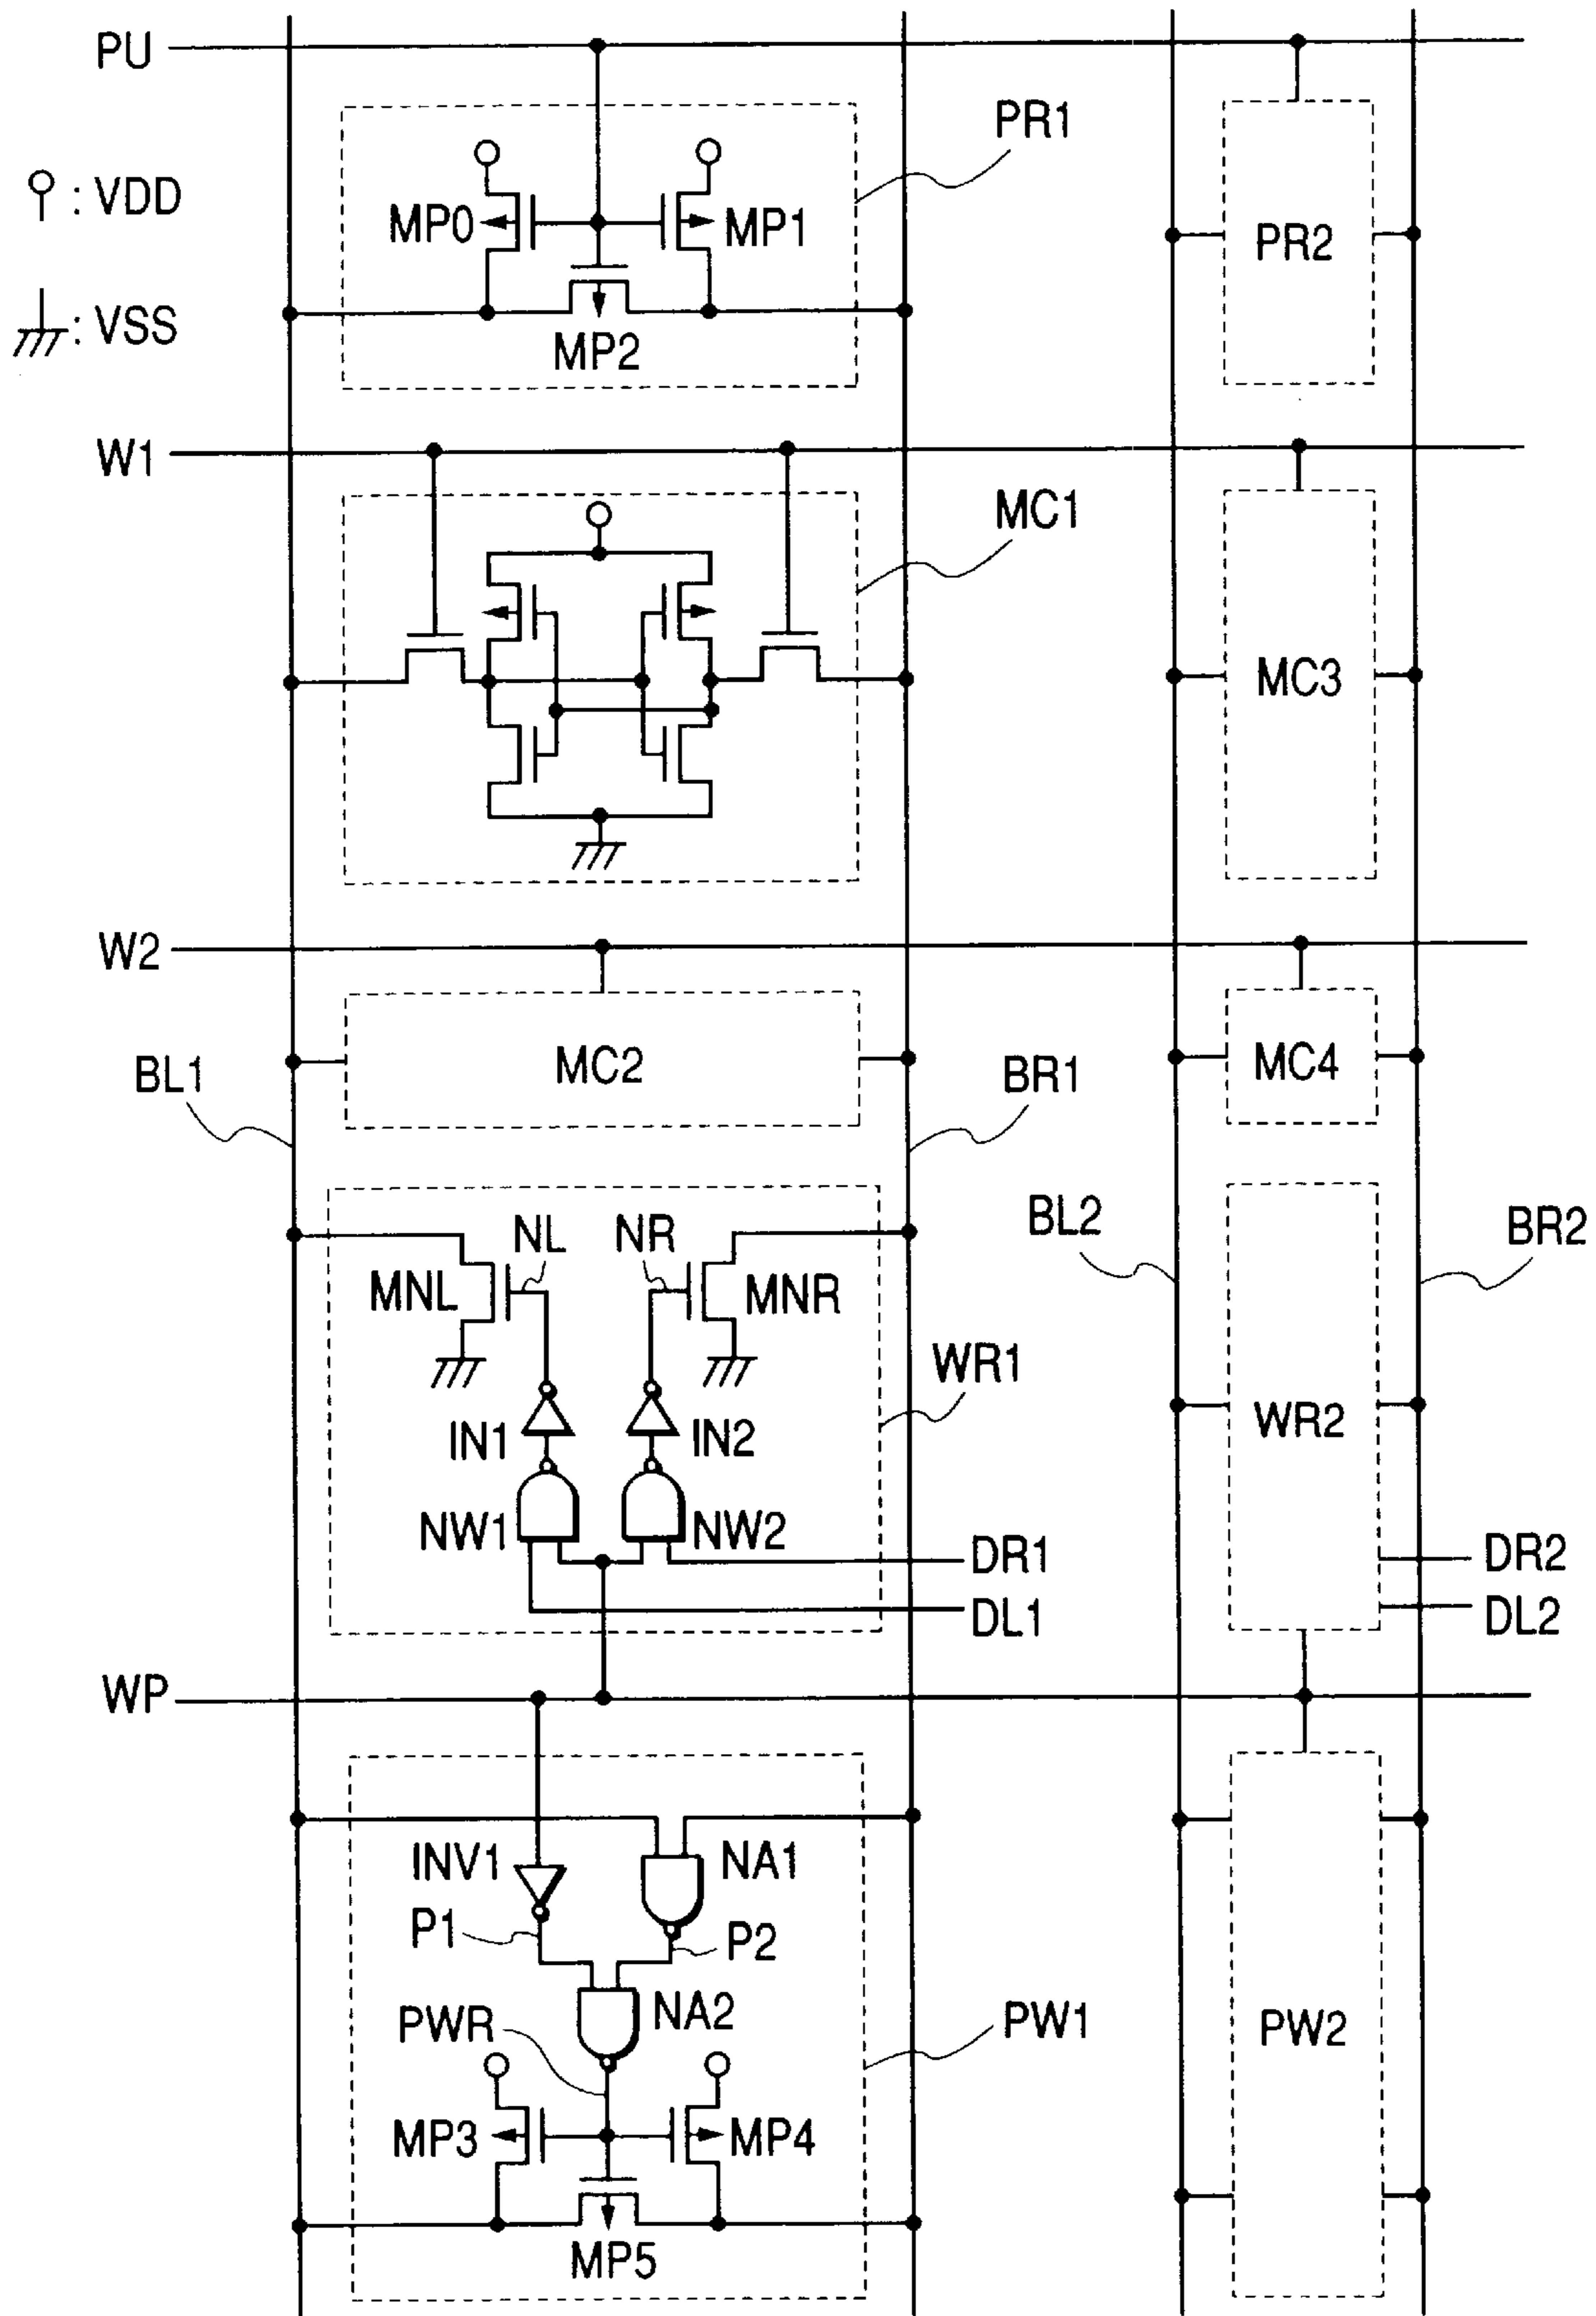 PU
PR1
: VDD
MP0
MP1
PR2
: VSS
MP2
W1
MC1
MC3
W2
MC2
MC4
BL1
BR1
BL2
BR2
NL
NR
MNL
MNR
WR1
WR2
IN1
IN2
NW1
NW2
DR1
DR2
DL1
DL2
WP
INV1
NA1
P1
P2
PWR
NA2
PW1
PW2
MP3
MP4
MP5